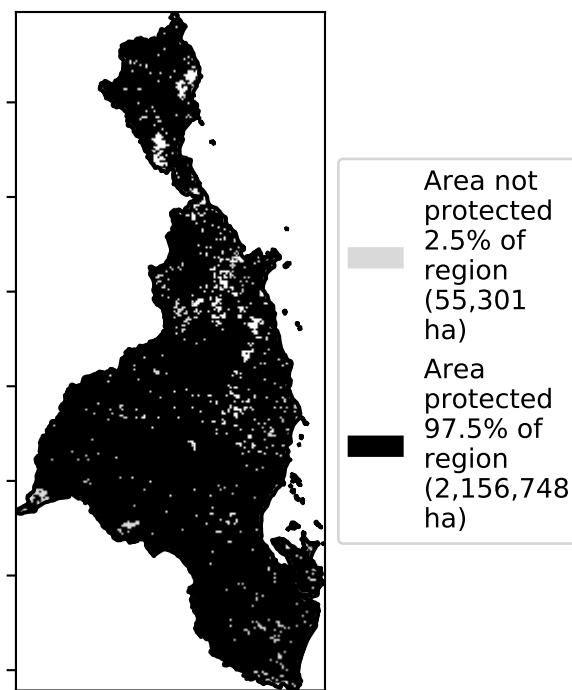 Area not
protected
2.5% of
region
(55,301
ha)
Area
protected
97.5% of
region
(2,156,748
ha)